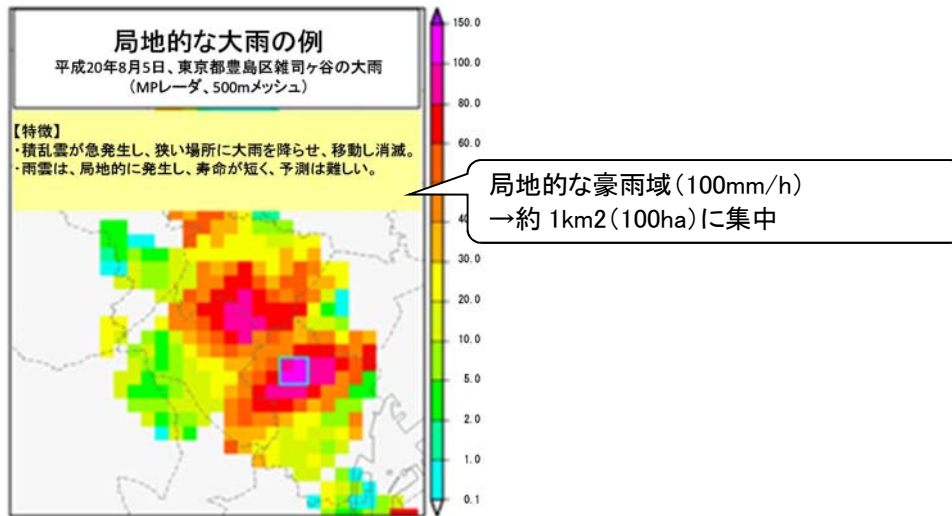 局地的な大雨の例
平成20年8月5日、東京都豊島区雑司ヶ谷の大雨
（MPレーダ、500mメッシュ）
【特徴】
・積乱雲が急発生し、狭い場所に大雨を降らせ、移動し消滅。
・雨雲は、局地的に発生し、寿命が短く、予測は難しい。
局地的な豪雨域（100mm/h）
→約 1km2（100ha）に集中
150.0
100.0
80.0
60.0
30.0
20.0
10.0
5.0
2.0
1.0
0.1